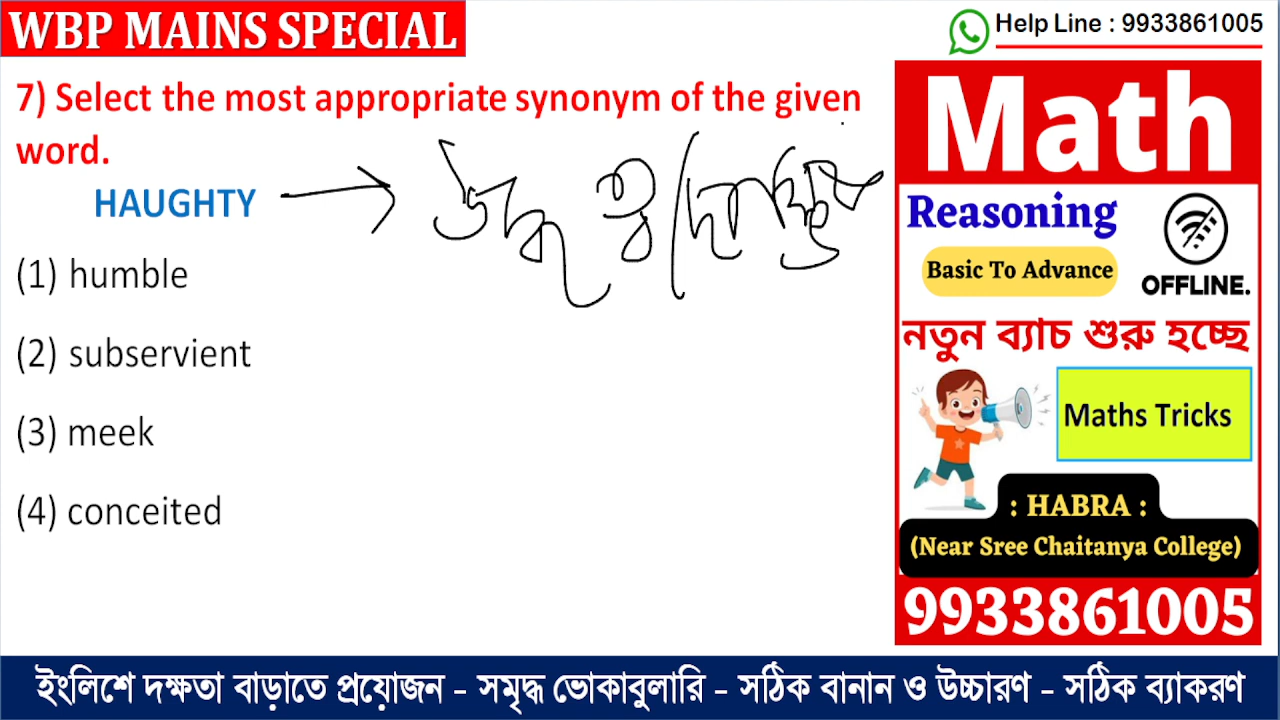 WBP MAINS SPECIAL
Help Line : 9933861005
7) Select the most appropriate synonym of the given
word.
HAUGHTY
(1) humble
(2) subservient
(3) meek
(4) conceited
Math
Reasoning
Basic To Advance
OFFLINE.
নতুন ব্যাচ শুরু হচ্ছে
Maths Tricks
: HABRA :
(Near Sree Chaitanya College)
9933861005
ইংলিশে দক্ষতা বাড়াতে প্রয়োজন - সমৃদ্ধ ভোকাবুলারি - সঠিক বানান ও উচ্চারণ - সঠিক ব্যাকরণ